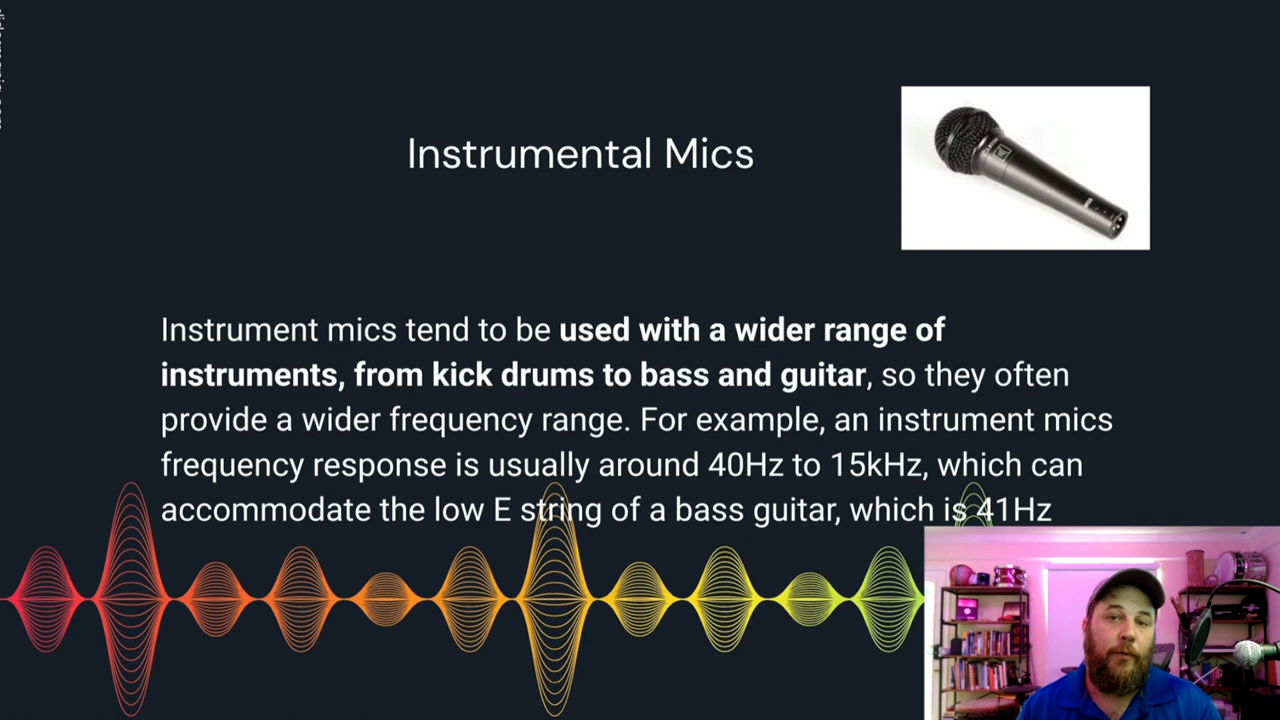 Instrumental Mics
Instrument mics tend to be used with a wider range of
instruments, from kick drums to bass and guitar, so they often
provide a wider frequency range. For example, an instrument mics
frequency response is usually around 40Hz to 15kHz, which can
accommodate the low E string of a bass guitar, which is 41Hz